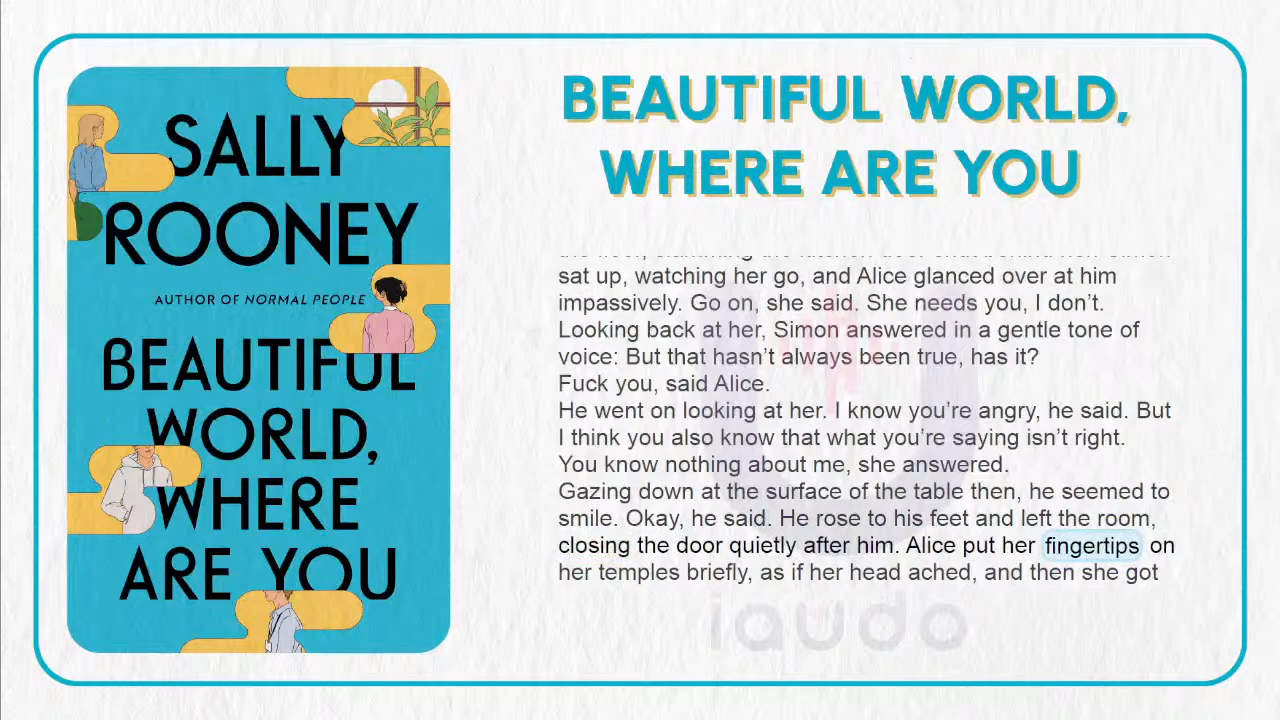 SALLY
ROONEY
AUTHOR OF NORMAL PEOPLE
BEAUTIFUL
WORLD,
WHERE
ARE YOU
BEAUTIFUL WORLD,
WHERE ARE YOU
sat up, watching her go, and Alice glanced over at him
impassively. Go on, she said. She needs you, I don’t.
Looking back at her, Simon answered in a gentle tone of
voice: But that hasn’t always been true, has it?
Fuck you, said Alice.
He went on looking at her. I know you’re angry, he said. But
I think you also know that what you’re saying isn’t right.
You know nothing about me, she answered.
Gazing down at the surface of the table then, he seemed to
smile. Okay, he said. He rose to his feet and left the room,
closing the door quietly after him. Alice put her fingertips on
her temples briefly, as if her head ached, and then she got
iaudo